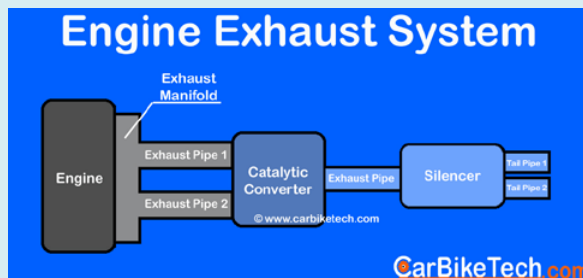 Engine Exhaust System
Exhaust
Manifold
Engine
Exhaust Pipe 1
Exhaust Pipe 2
Catalytic
Converter
© www.carbiketech.com
Exhaust Pipe
Silencer
Tail Pipe 1
Tail Pipe 2
CarBikeTech.com